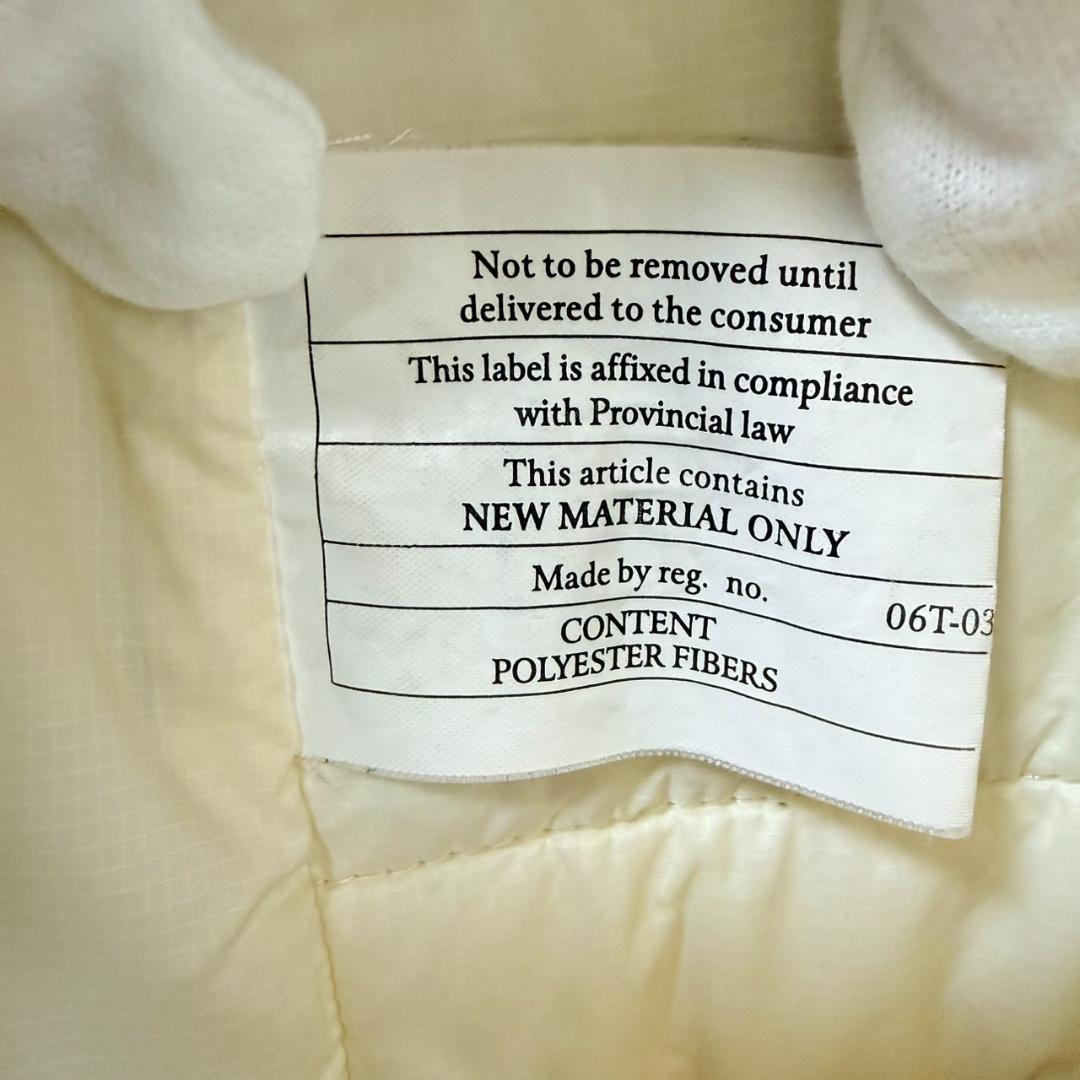 Not to be removed until
delivered to the consumer
This label is affixed in compliance
with Provincial law
This article contains
NEW MATERIAL ONLY
Made by reg. no. 06T-03
CONTENT
POLYESTER FIBERS